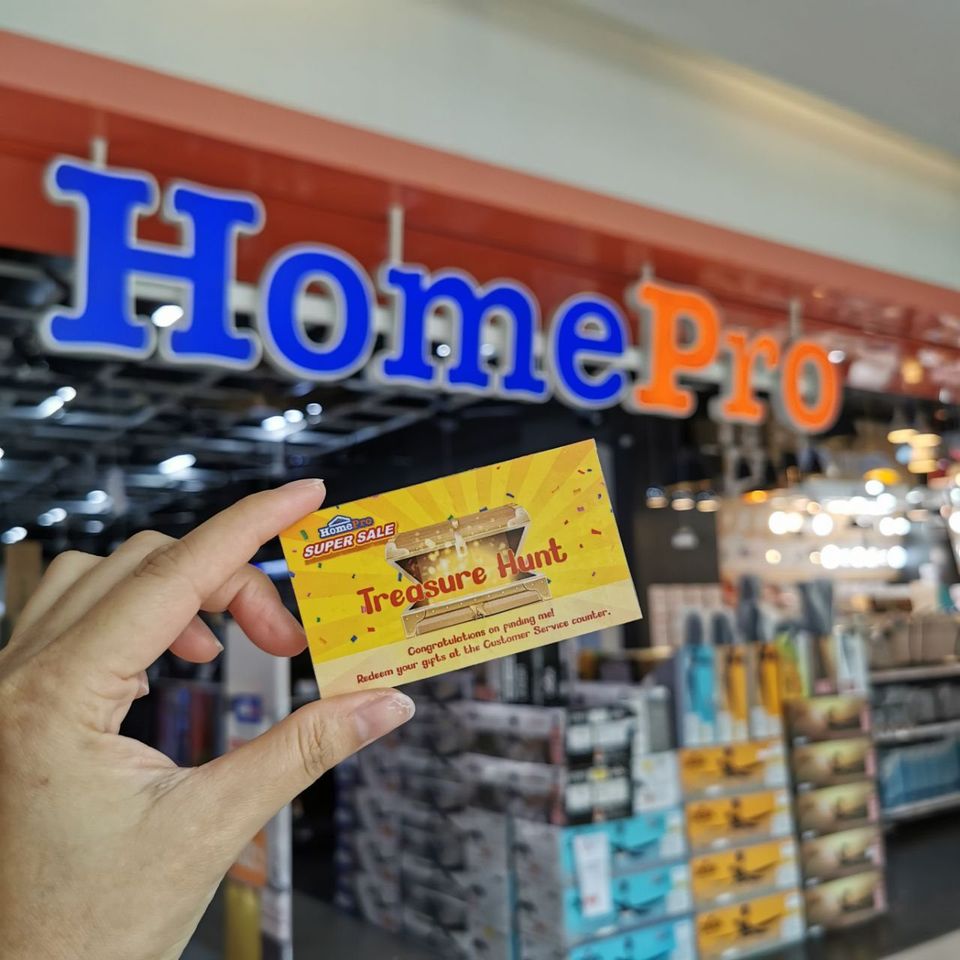 HomePro
HomePro
SUPER SALE
Treasure Hunt
Congratulations on finding me!
Redeem your gifts at the Customer Service counter.